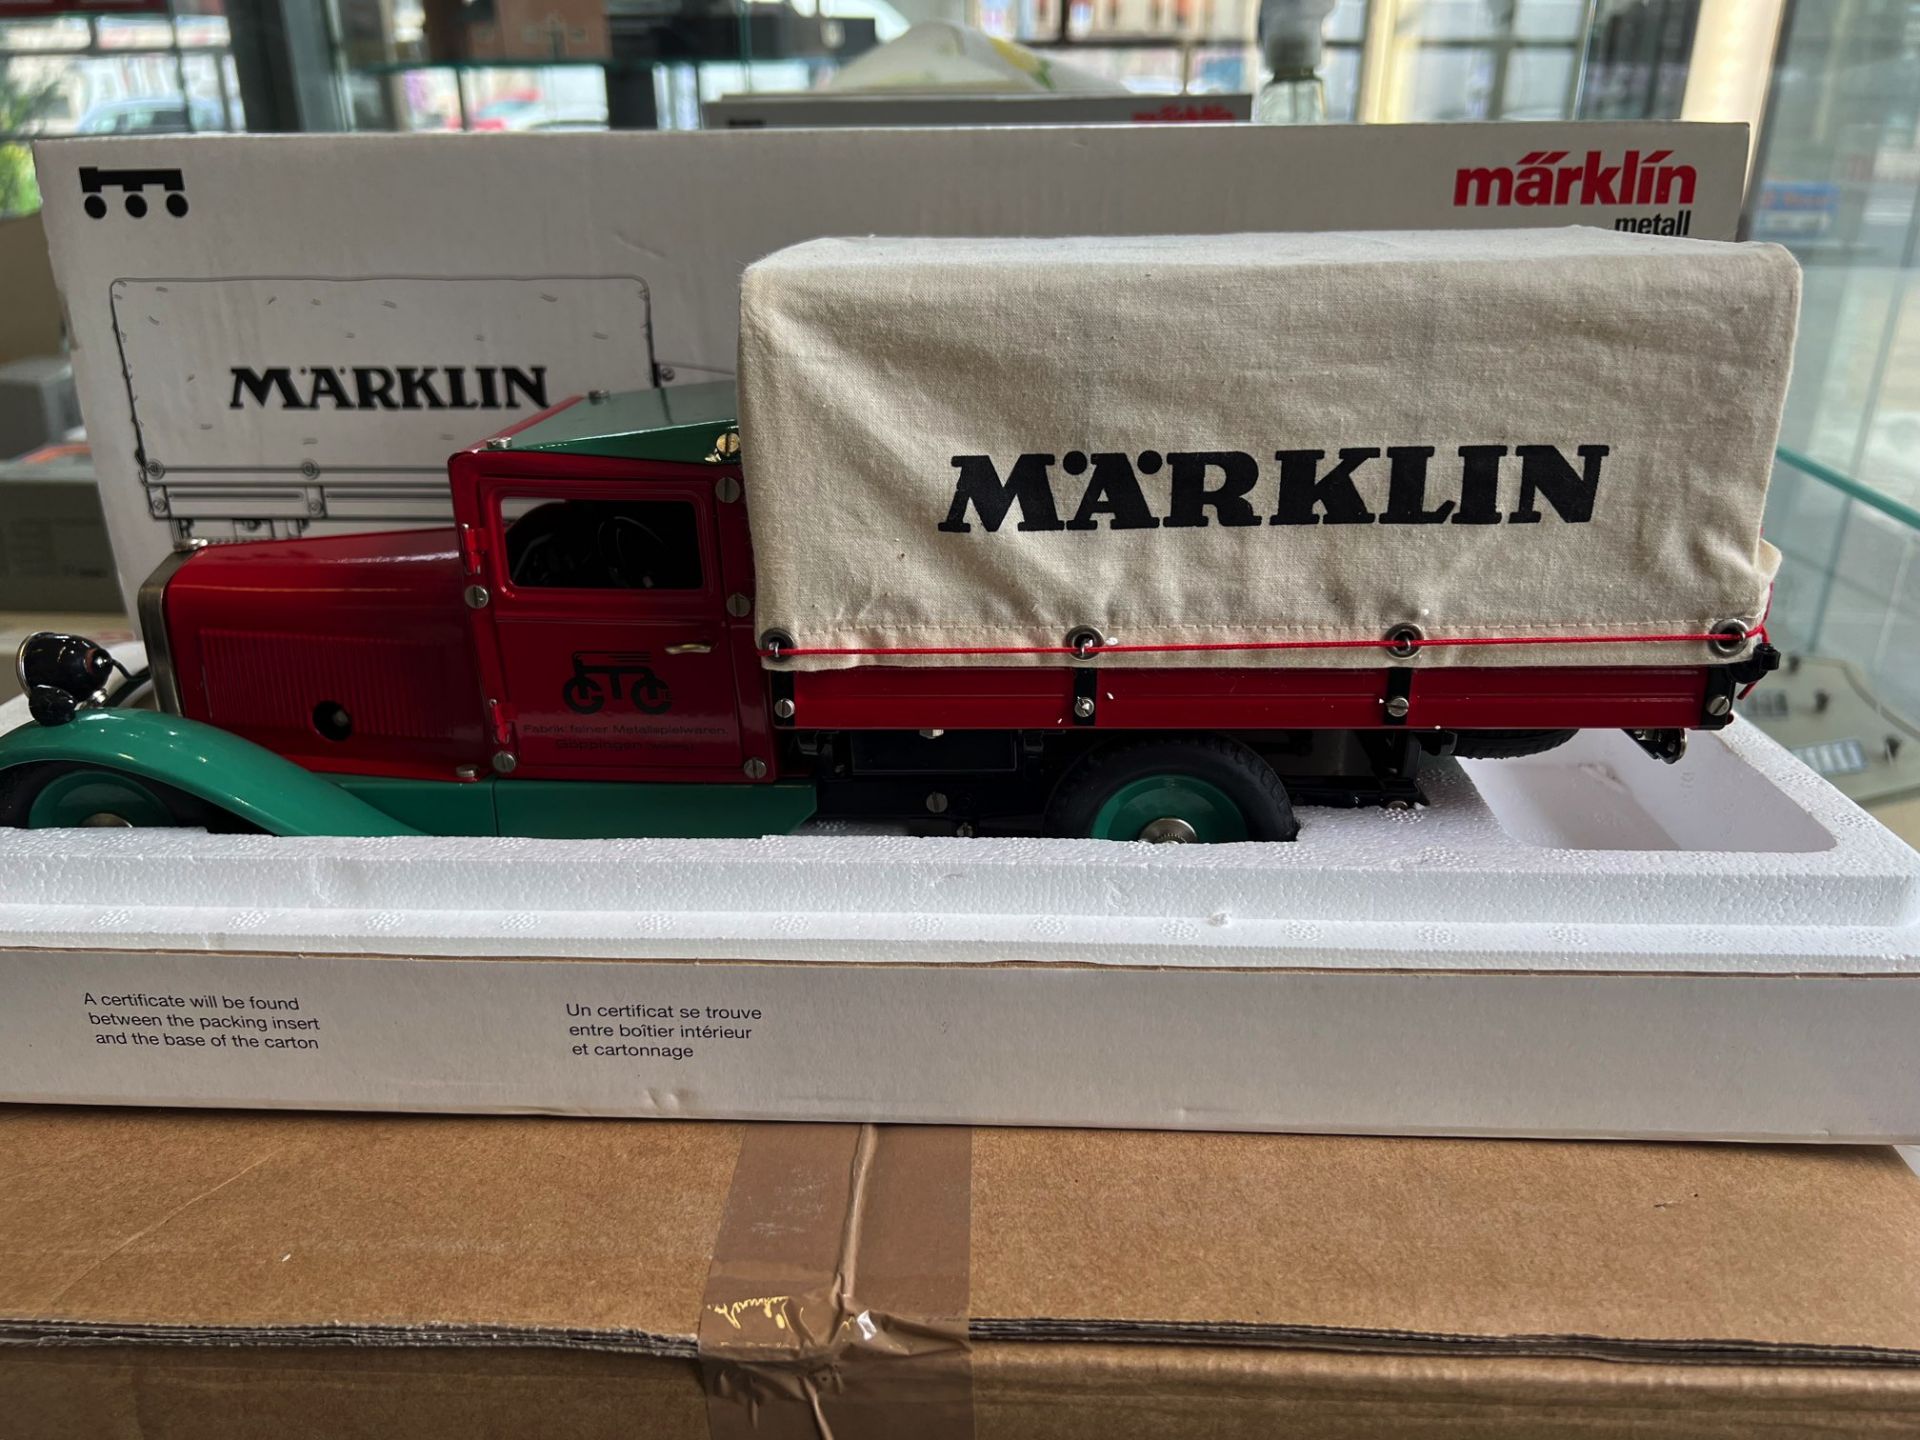 märklin
metall
MÄRKLIN
MÄRKLIN
Fabrik feiner Metallspielwaren.
Göppingen
A certificate will be found
between the packing insert
and the base of the carton
Un certificat se trouve
entre boîtier intérieur
et cartonnage